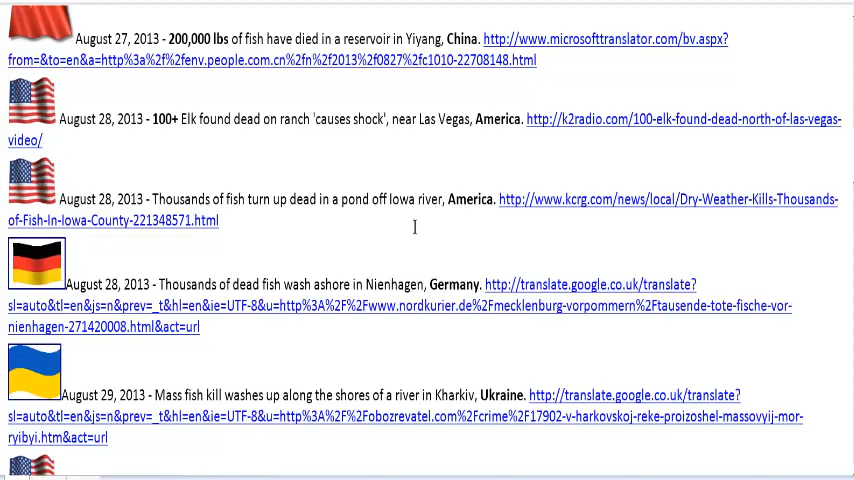 August 27, 2013 - 200,000 lbs of fish have died in a reservoir in Yiyang, China. http://www.microsofttranslator.com/bv.aspx?
from=&to=en&a=http%3a%2f%2fenv.people.com.cn%2fn%2f2013%2f0827%2fc1010-22708148.html
August 28, 2013 - 100+ Elk found dead on ranch 'causes shock', near Las Vegas, America. http://k2radio.com/100-elk-found-dead-north-of-las-vegas-
video/
August 28, 2013 - Thousands of fish turn up dead in a pond off Iowa river, America. http://www.kcrg.com/news/local/Dry-Weather-Kills-Thousands-
of-Fish-In-Iowa-County-221348571.html
August 28, 2013 - Thousands of dead fish wash ashore in Nienhagen, Germany. http://translate.google.co.uk/translate?
sl=auto&tl=en&js=n&prev=_t&hl=en&ie=UTF-8&u=http%3A%2F%2Fwww.nordkurier.de%2Fmecklenburg-vorpommern%2Ftausende-tote-fische-vor-
nienhagen-271420008.html&act=url
August 29, 2013 - Mass fish kill washes up along the shores of a river in Kharkiv, Ukraine. http://translate.google.co.uk/translate?
sl=auto&tl=en&js=n&prev=_t&hl=en&ie=UTF-8&u=http%3A%2F%2Fobozrevatel.com%2Fcrime%2F17902-v-harkovskoj-reke-proizoshel-massovyij-mor-
ryibyi.htm&act=url